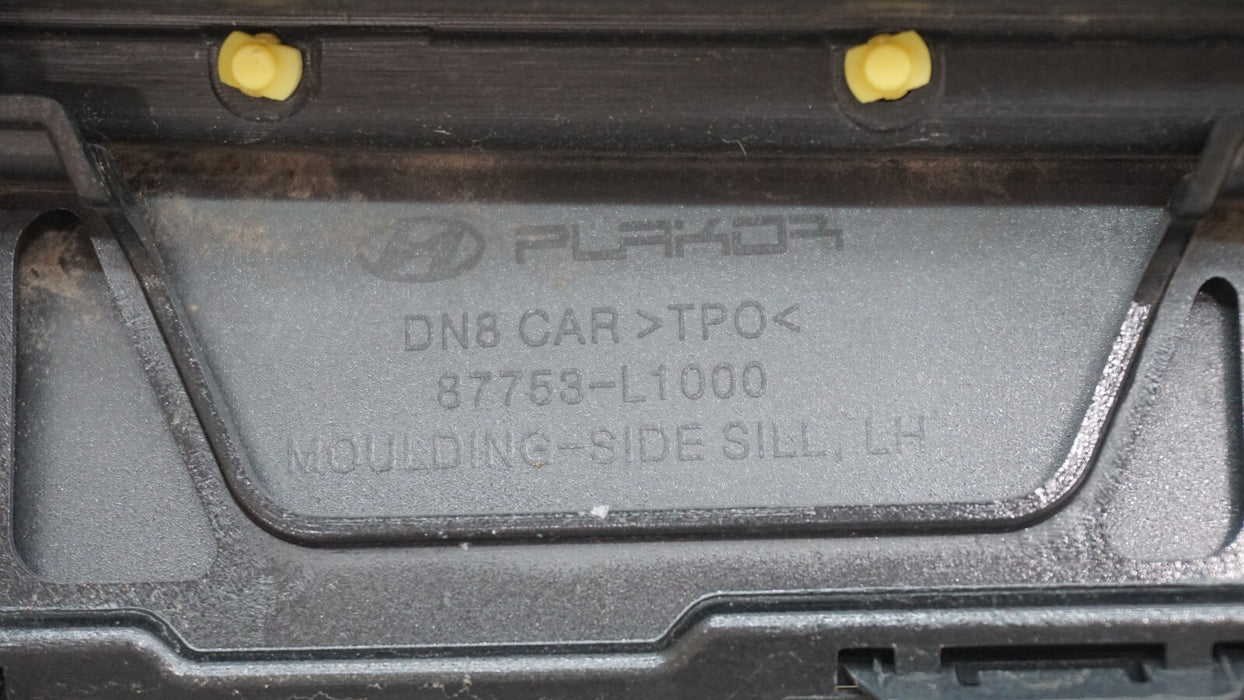 PLAKOR
DN8 CAR >TPO<
87753-L1000
MOULDING-SIDE SILL, LH